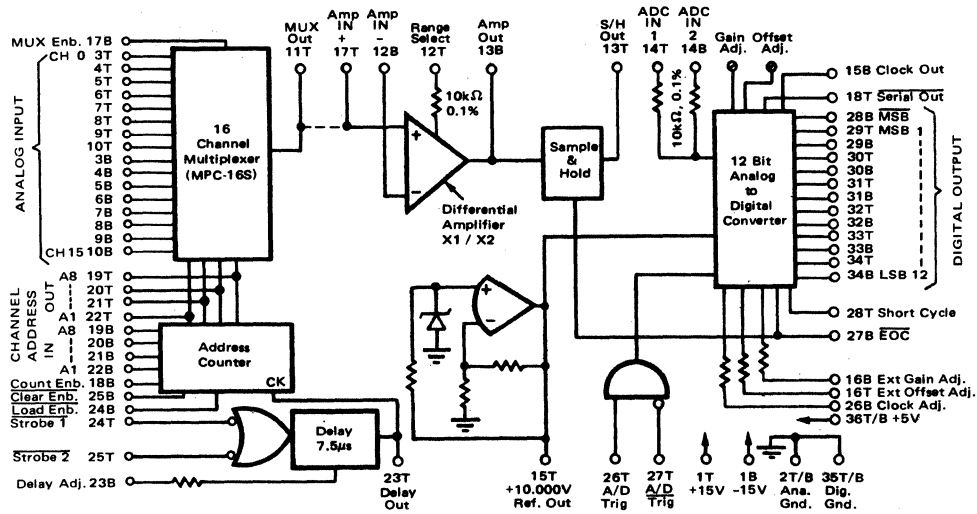 MUX Out 11T
Amp IN + 17T
Amp IN - 12B
Range Select 12T
Amp Out 13B
S/H Out 13T
ADC IN 1 14T
ADC IN 2 14B
Gain Adj.
Offset Adj.
MUX Enb. 17B
ANALOG INPUT
CH 0 3T
4T
5T
6T
7T
8T
9T
10T
3B
4B
5B
6B
7B
8B
9B
CH 15 10B
16 Channel Multiplexer (MPC-16S)
10kΩ 0.1%
+
−
Differential Amplifier X1 / X2
Sample & Hold
10kΩ, 0.1%
12 Bit Analog to Digital Converter
15B Clock Out
18T Serial Out
28B MSB
29T MSB 1
29B
30T
30B
31T
31B
32T
32B
33T
33B
34T
34B LSB 12
DIGITAL OUTPUT
28T Short Cycle
27B EOC
16B Ext Gain Adj.
16T Ext Offset Adj.
26B Clock Adj.
36T/B +5V
CHANNEL ADDRESS
OUT
A8 19T
20T
21T
A1 22T
IN
A8 19B
20B
21B
A1 22B
Address Counter
CK
Count Enb. 18B
Clear Enb. 25B
Load Enb. 24B
Strobe 1 24T
Strobe 2 25T
Delay Adj. 23B
Delay 7.5µs
+
−
23T Delay Out
15T +10.000V Ref. Out
26T A/D Trig
27T A/D Trig
1T +15V
1B -15V
2T/B Ana. Gnd.
35T/B Dig. Gnd.